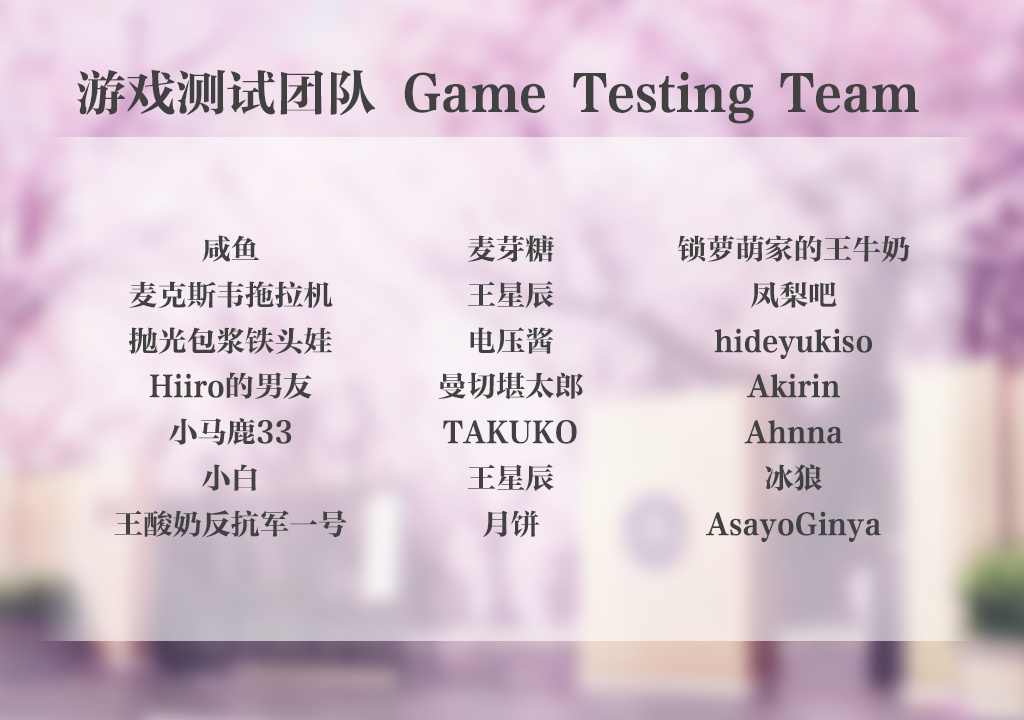 游戏测试团队 Game Testing Team
咸鱼 麦芽糖 锁萝萌家的王牛奶
麦克斯韦拖拉机 王星辰 凤梨吧
抛光包浆铁头娃 电压酱 hideyukiso
Hiiro的男友 曼切堪太郎 Akirin
小马鹿33 TAKUKO Ahnna
小白 王星辰 冰狼
王酸奶反抗军一号 月饼 AsayoGinya